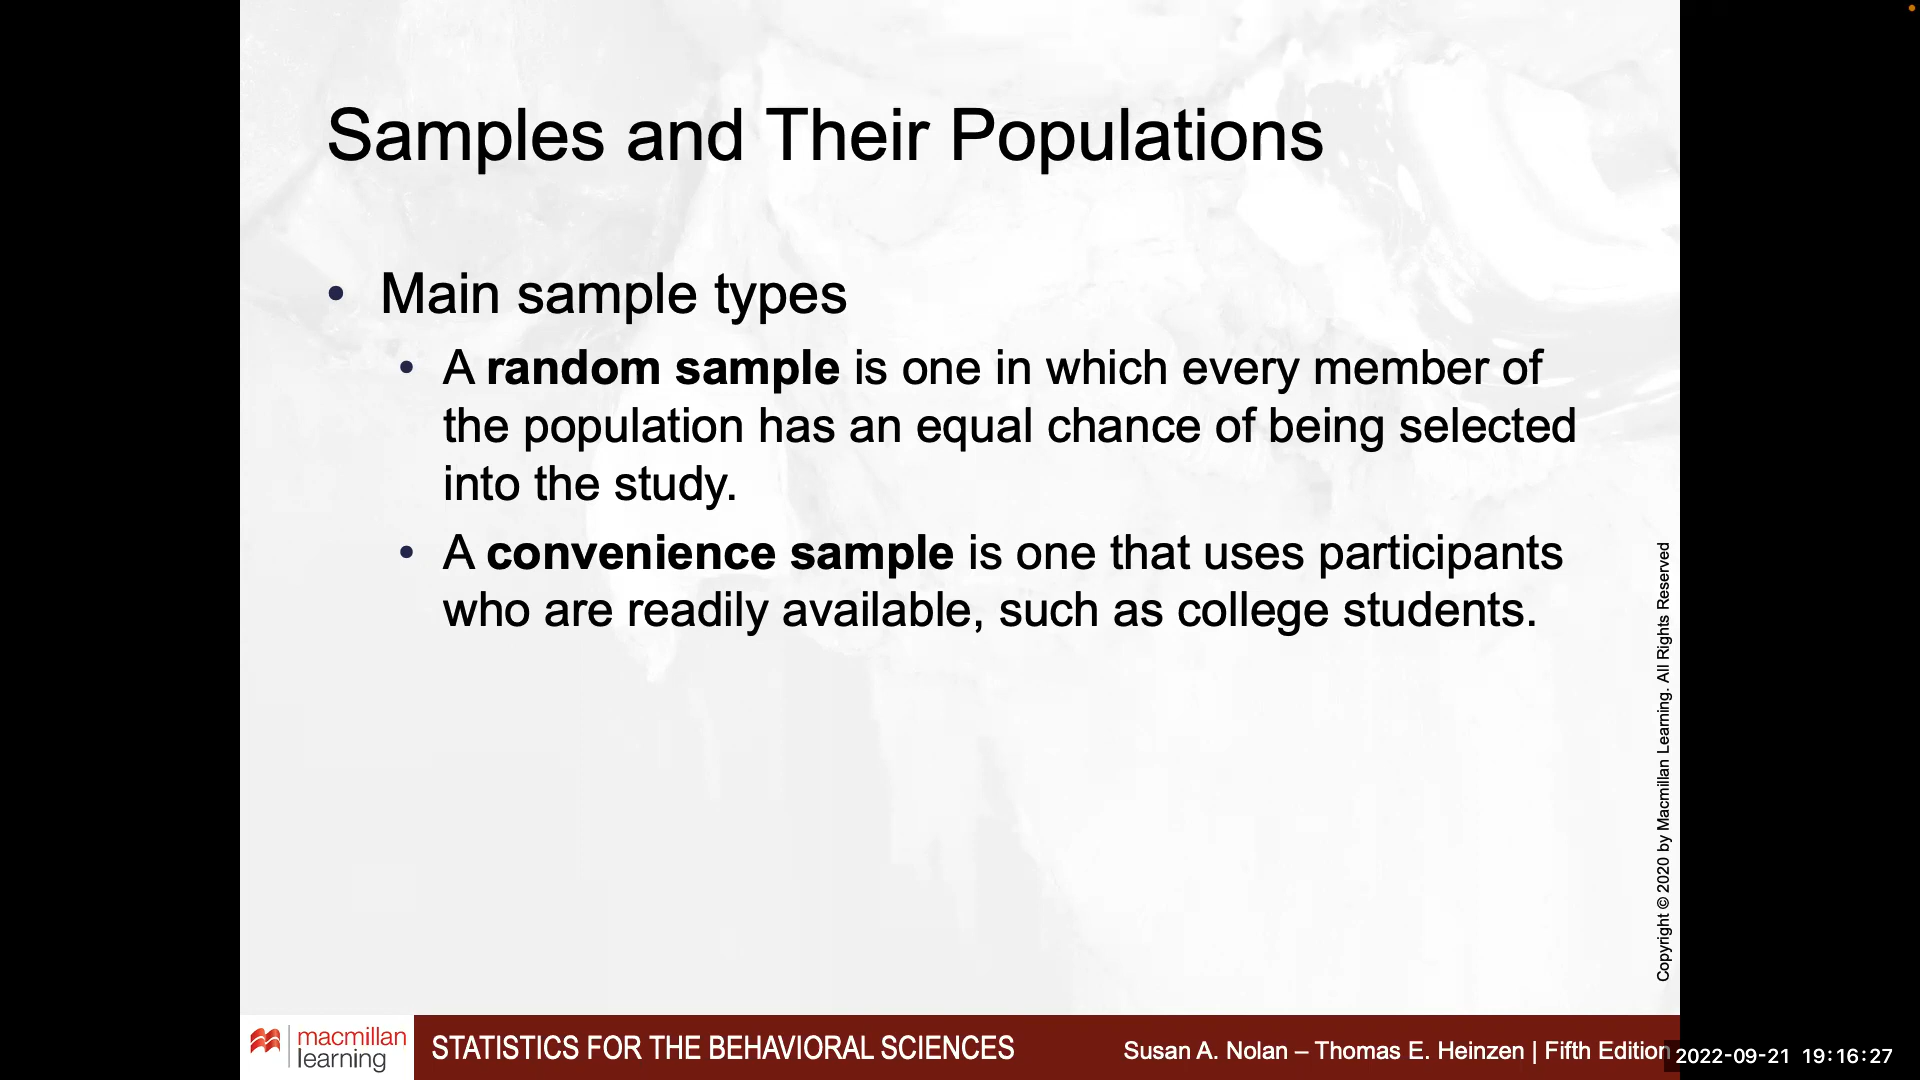 Samples and Their Populations
• Main sample types
• A random sample is one in which every member of
the population has an equal chance of being selected
into the study.
• A convenience sample is one that uses participants
who are readily available, such as college students.
Copyright © 2020 by Macmillan Learning. All Rights Reserved
macmillan
learning
STATISTICS FOR THE BEHAVIORAL SCIENCES
Susan A. Nolan – Thomas E. Heinzen | Fifth Edition
2022-09-21 19:16:27